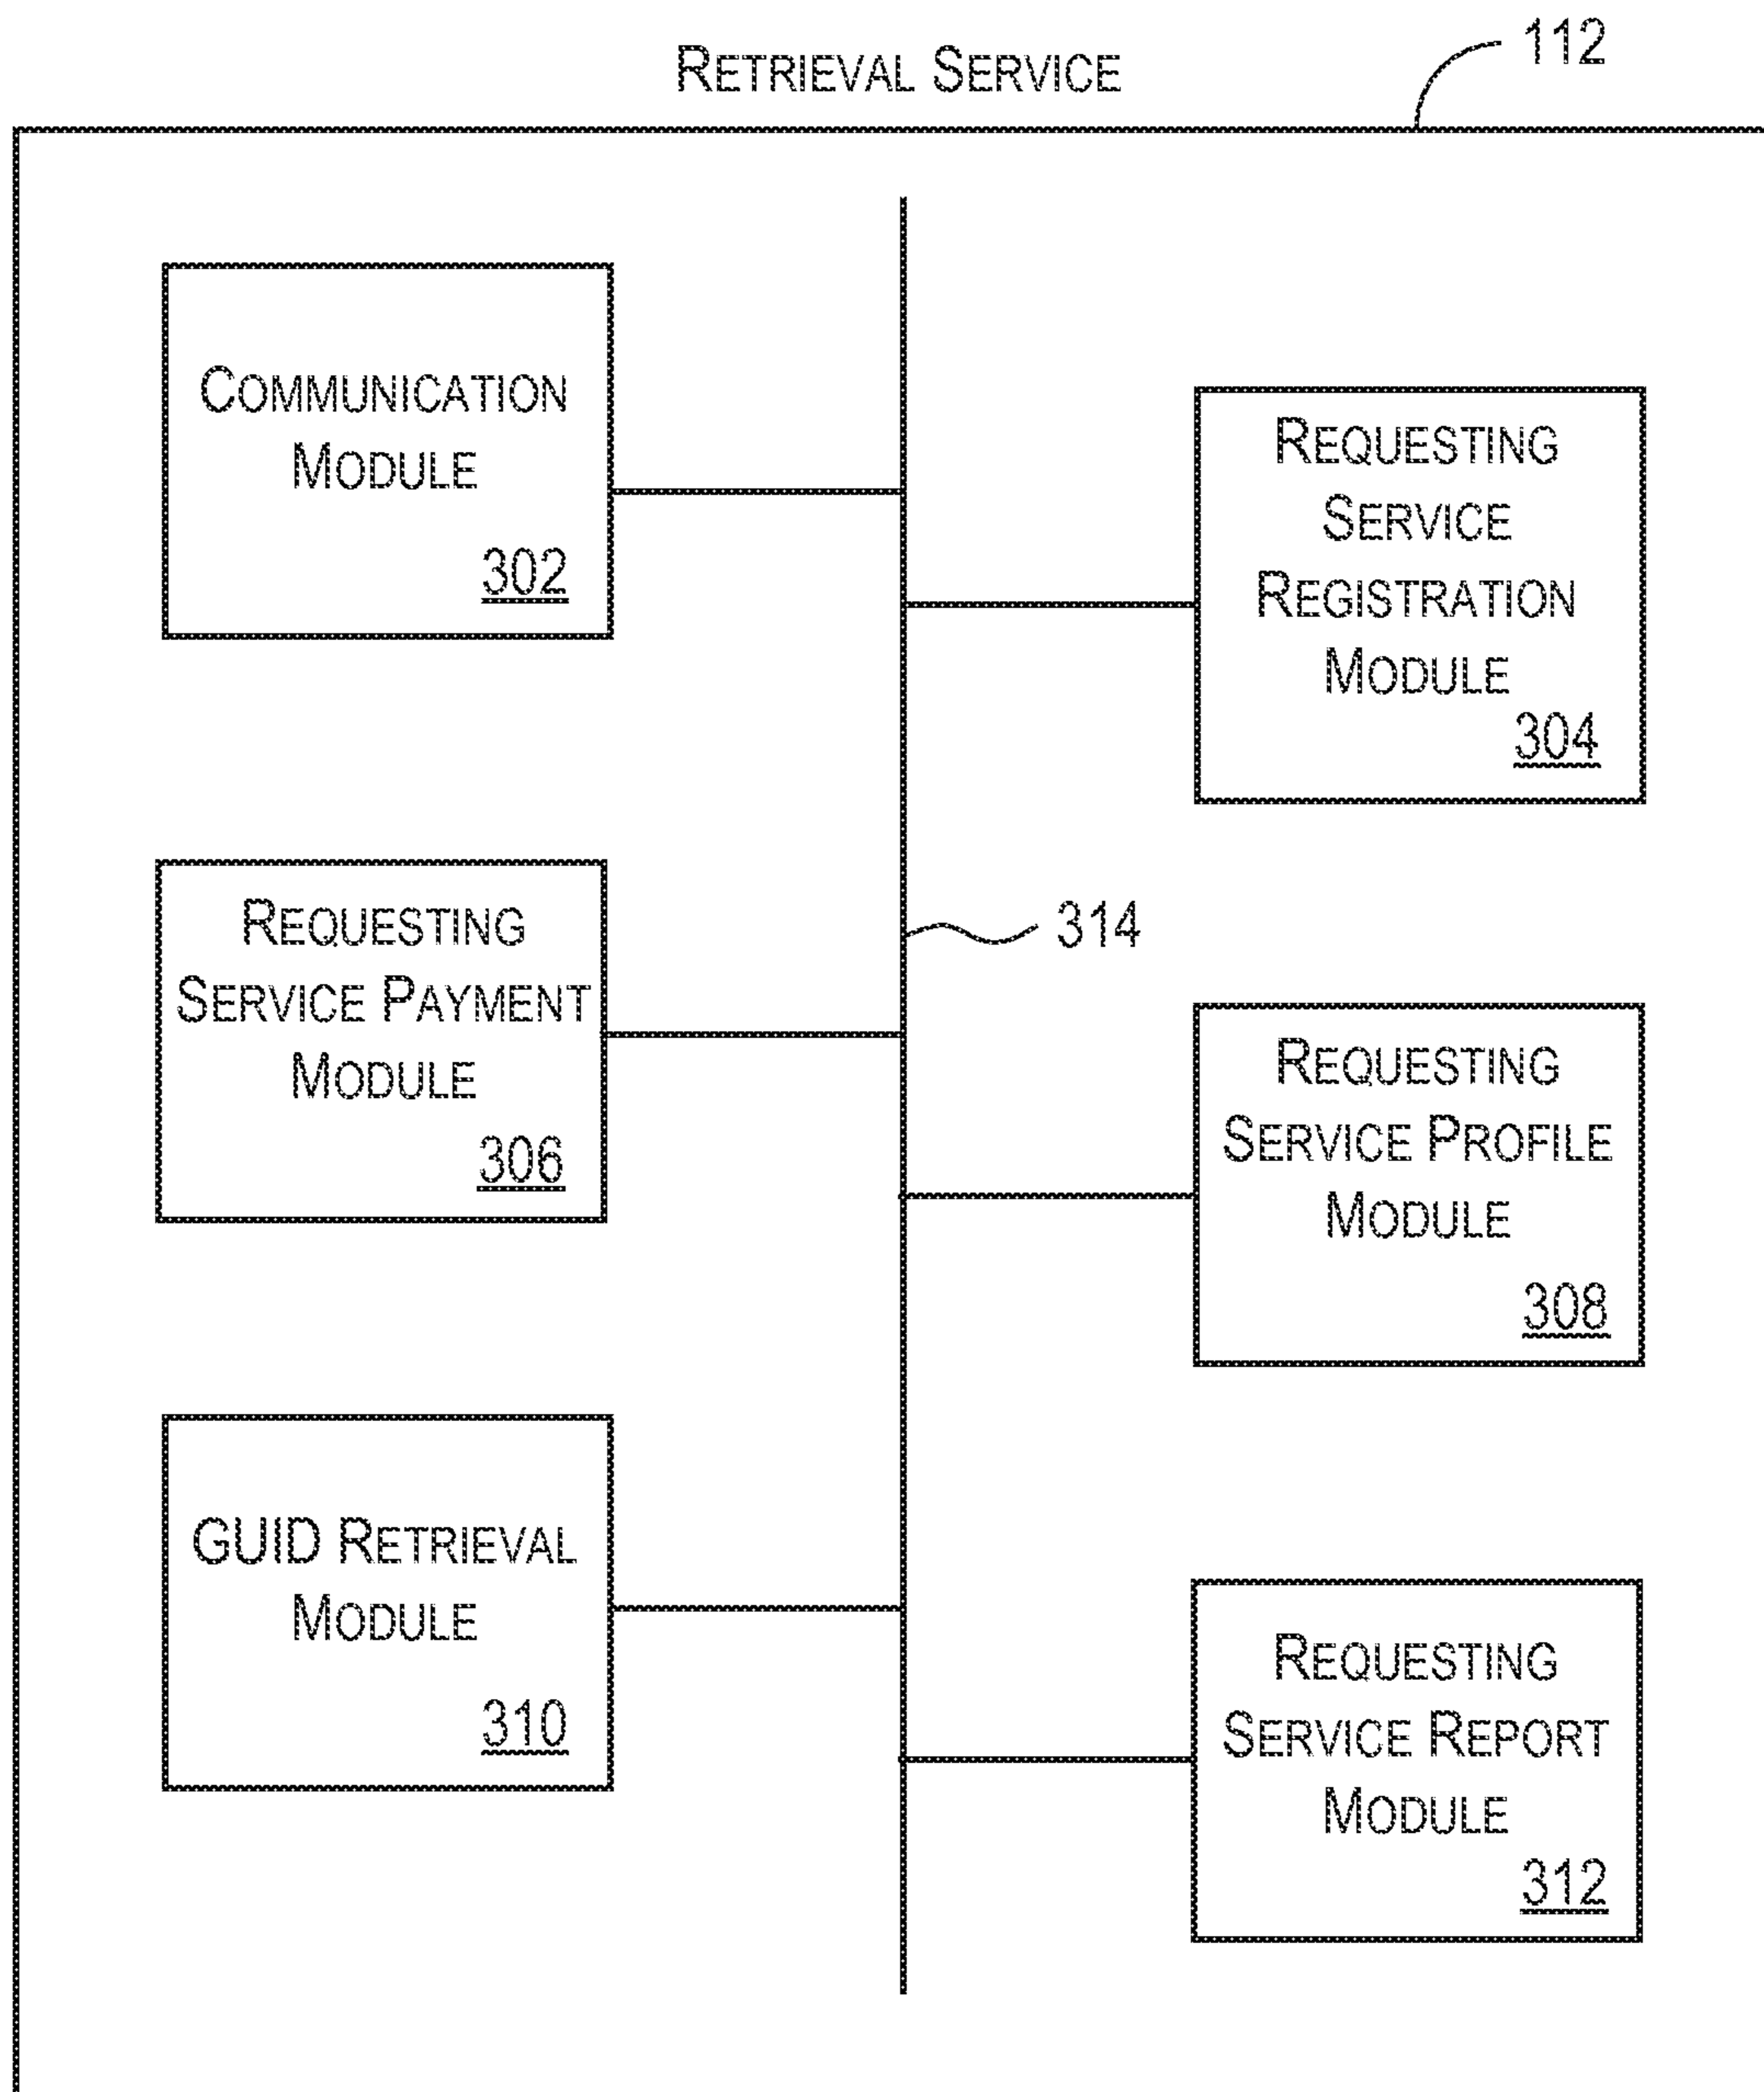 RETRIEVAL SERVICE
112
COMMUNICATION
MODULE
302
REQUESTING
SERVICE
REGISTRATION
MODULE
304
REQUESTING
SERVICE PAYMENT
MODULE
306
314
REQUESTING
SERVICE PROFILE
MODULE
308
GUID RETRIEVAL
MODULE
310
REQUESTING
SERVICE REPORT
MODULE
312